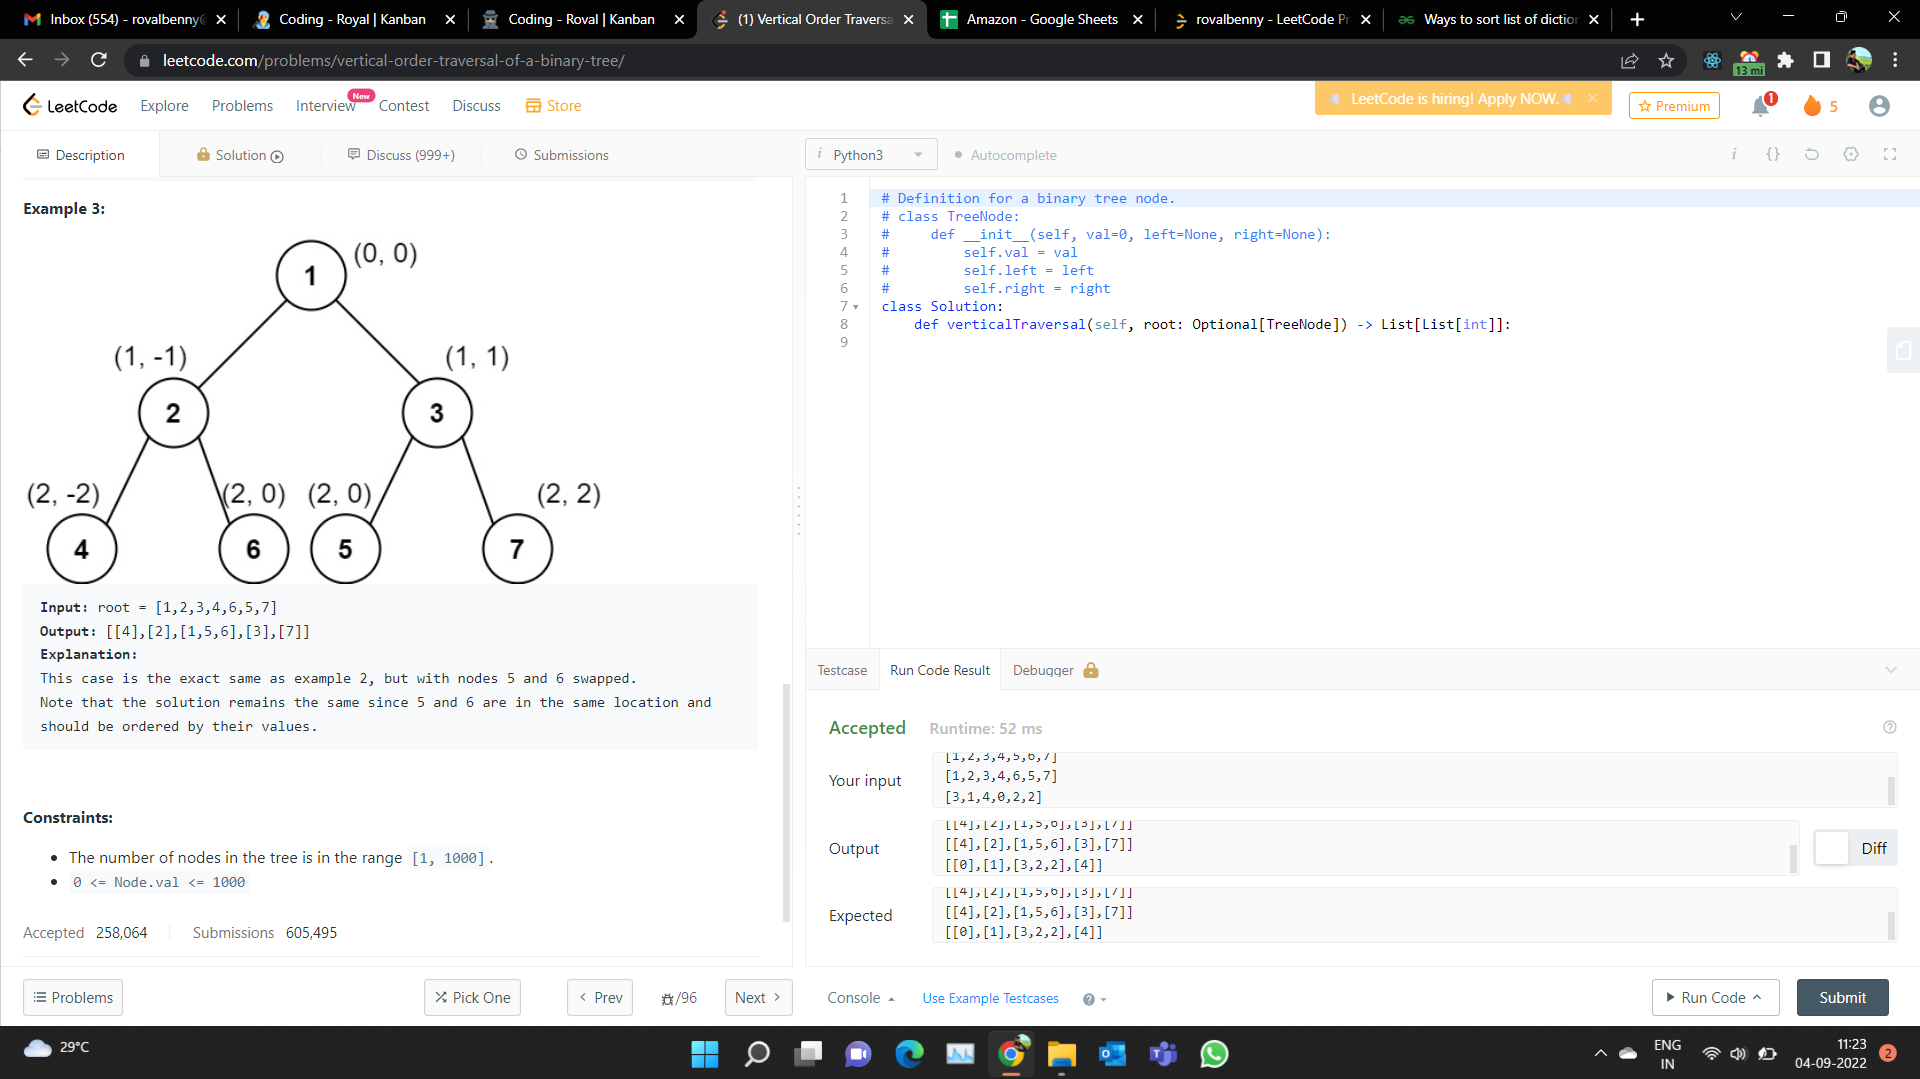 Inbox (554) - rovalbenny@
Coding - Royal | Kanban
Coding - Roval | Kanban
(1) Vertical Order Traversa
Amazon - Google Sheets
rovalbenny - LeetCode Pr
Ways to sort list of diction
leetcode.com/problems/vertical-order-traversal-of-a-binary-tree/
13 mi
LeetCode
Explore
Problems
Interview
New
Contest
Discuss
Store
LeetCode is hiring! Apply NOW.
Premium
1
5
Description
Solution
Discuss (999+)
Submissions
i Python3
Autocomplete
i {}
Example 3:
1 (0, 0)
(1, -1) (1, 1)
2 3
(2, -2) (2, 0) (2, 0) (2, 2)
4 6 5 7
Input: root = [1,2,3,4,6,5,7]
Output: [[4],[2],[1,5,6],[3],[7]]
Explanation:
This case is the exact same as example 2, but with nodes 5 and 6 swapped.
Note that the solution remains the same since 5 and 6 are in the same location and
should be ordered by their values.
Constraints:
The number of nodes in the tree is in the range [1, 1000].
0 <= Node.val <= 1000
Accepted 258,064 Submissions 605,495
1 # Definition for a binary tree node.
2 # class TreeNode:
3 #     def __init__(self, val=0, left=None, right=None):
4 #         self.val = val
5 #         self.left = left
6 #         self.right = right
7 class Solution:
8     def verticalTraversal(self, root: Optional[TreeNode]) -> List[List[int]]:
9
Testcase
Run Code Result
Debugger
Accepted Runtime: 52 ms
Your input
[1,2,3,4,5,6,7]
[1,2,3,4,6,5,7]
[3,1,4,0,2,2]
Output
[[4],[2],[1,5,6],[3],[7]]
[[4],[2],[1,5,6],[3],[7]]
[[0],[1],[3,2,2],[4]]
Diff
Expected
[[4],[2],[1,5,6],[3],[7]]
[[4],[2],[1,5,6],[3],[7]]
[[0],[1],[3,2,2],[4]]
Problems
Pick One
Prev
/96
Next
Console
Use Example Testcases
Run Code
Submit
29°C
ENG
IN
11:23
04-09-2022
2